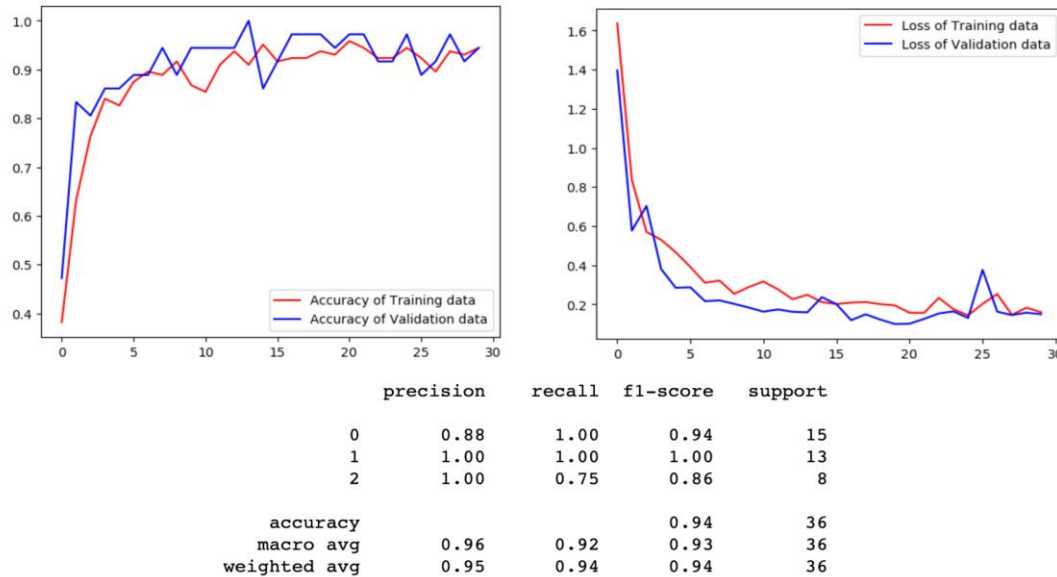 1.0
0.9
0.8
0.7
0.6
0.5
0.4
0 5 10 15 20 25 30
Accuracy of Training data
Accuracy of Validation data
1.6
1.4
1.2
1.0
0.8
0.6
0.4
0.2
0 5 10 15 20 25 30
Loss of Training data
Loss of Validation data
precision recall f1-score support
0 0.88 1.00 0.94 15
1 1.00 1.00 1.00 13
2 1.00 0.75 0.86 8
accuracy 0.94 36
macro avg 0.96 0.92 0.93 36
weighted avg 0.95 0.94 0.94 36